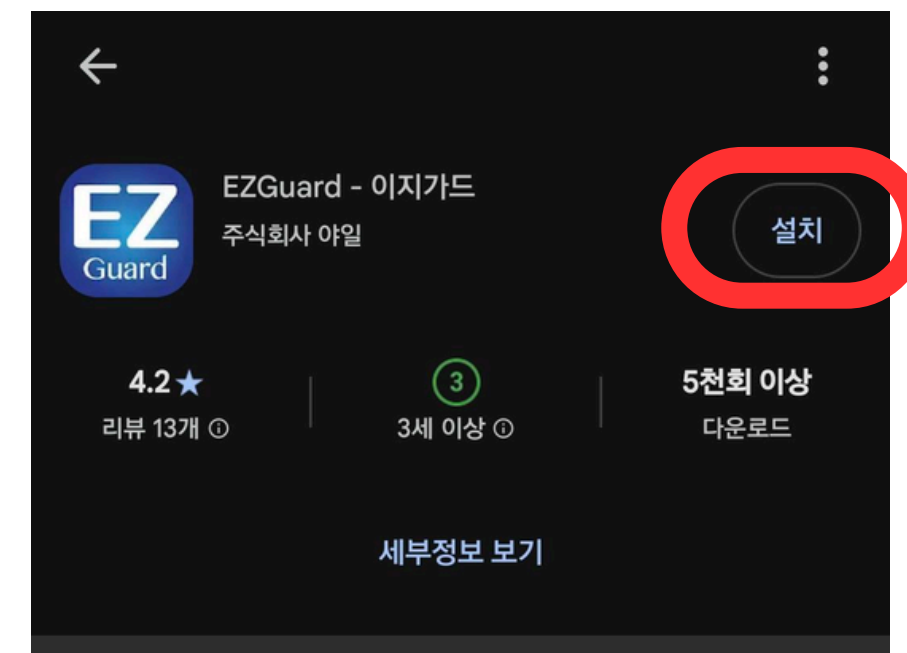 EZ
Guard
EZGuard - 이지가드
주식회사 야일
설치
4.2★
리뷰 13개 ⓘ
3
3세 이상 ⓘ
5천회 이상
다운로드
세부정보 보기